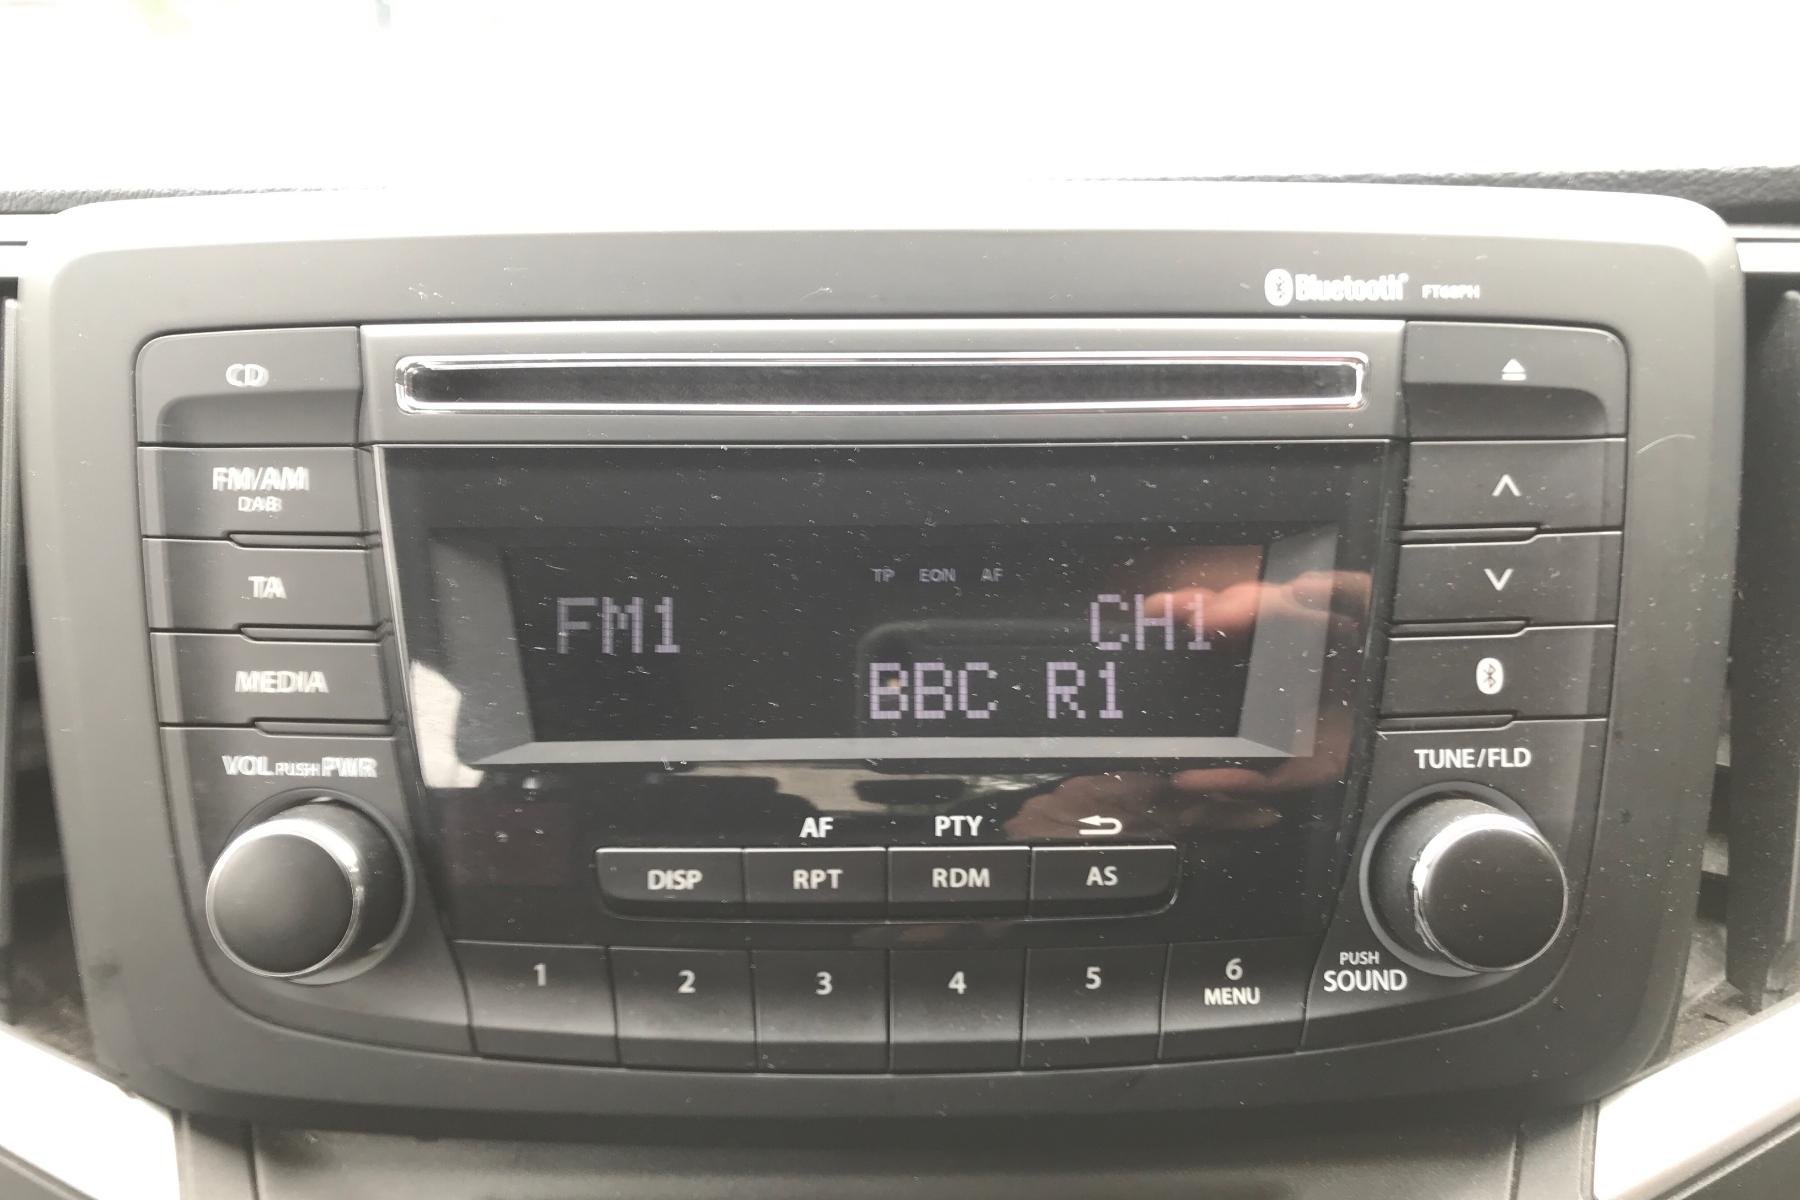 Bluetooth FT66PH
CD
FM/AM
DAB
TA
MEDIA
VOL PUSH PWR
TP EON AF
FM1 CH1
BBC R1
TUNE/FLD
AF PTY
DISP RPT RDM AS
1 2 3 4 5 6
MENU
PUSH
SOUND